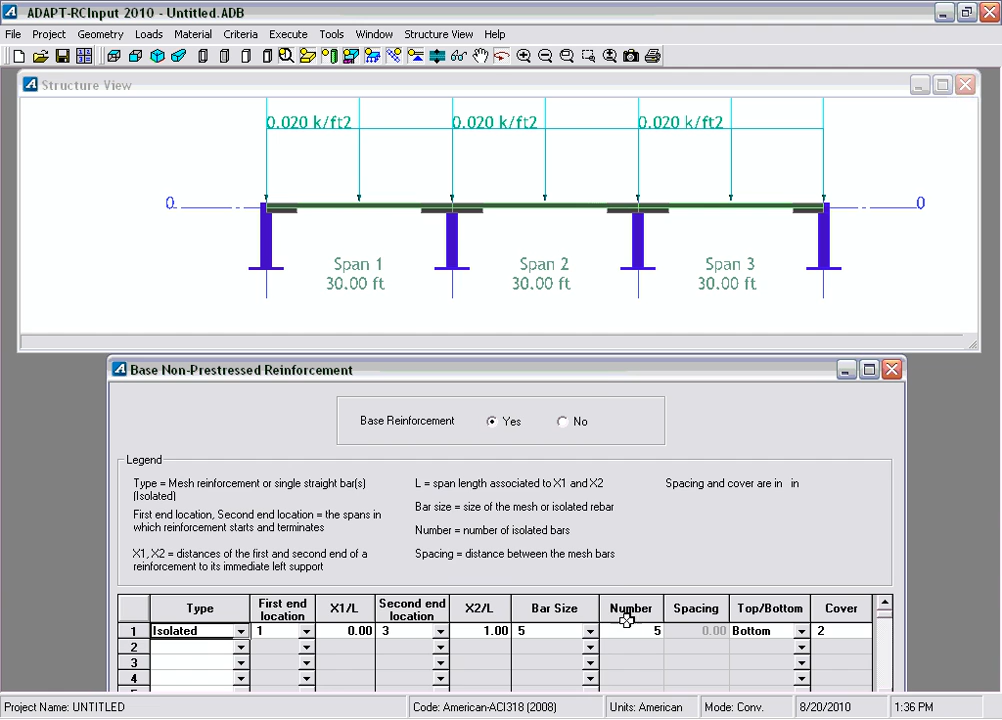 ADAPT-RCInput 2010 - Untitled.ADB
File Project Geometry Loads Material Criteria Execute Tools Window Structure View Help
Structure View
0.020 k/ft2 0.020 k/ft2 0.020 k/ft2
0 0
Span 1 Span 2 Span 3
30.00 ft 30.00 ft 30.00 ft
Base Non-Prestressed Reinforcement
Base Reinforcement Yes No
Legend
Type = Mesh reinforcement or single straight bar(s)
(Isolated)
First end location, Second end location = the spans in
which reinforcement starts and terminates
X1, X2 = distances of the first and second end of a
reinforcement to its immediate left support
L = span length associated to X1 and X2
Bar size = size of the mesh or isolated rebar
Number = number of isolated bars
Spacing = distance between the mesh bars
Spacing and cover are in in
Type First end location X1/L Second end location X2/L Bar Size Number Spacing Top/Bottom Cover
1 Isolated 1 0.00 3 1.00 5 5 0.00 Bottom 2
2
3
4
Project Name: UNTITLED Code: American-ACI318 (2008) Units: American Mode: Conv. 8/20/2010 1:36 PM